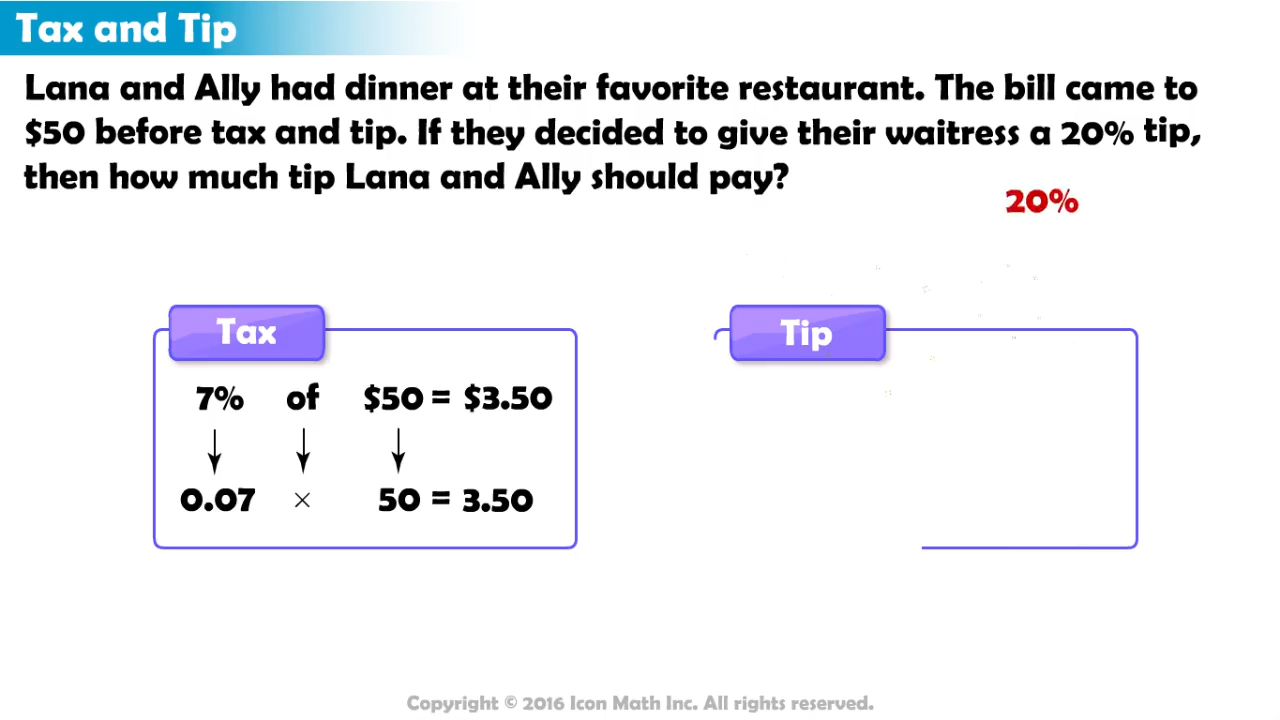 Tax and Tip
Lana and Ally had dinner at their favorite restaurant. The bill came to
$50 before tax and tip. If they decided to give their waitress a 20% tip,
then how much tip Lana and Ally should pay?
20%
Tax
7% of $50 = $3.50
0.07 × 50 = 3.50
Tip
Copyright © 2016 Icon Math Inc. All rights reserved.